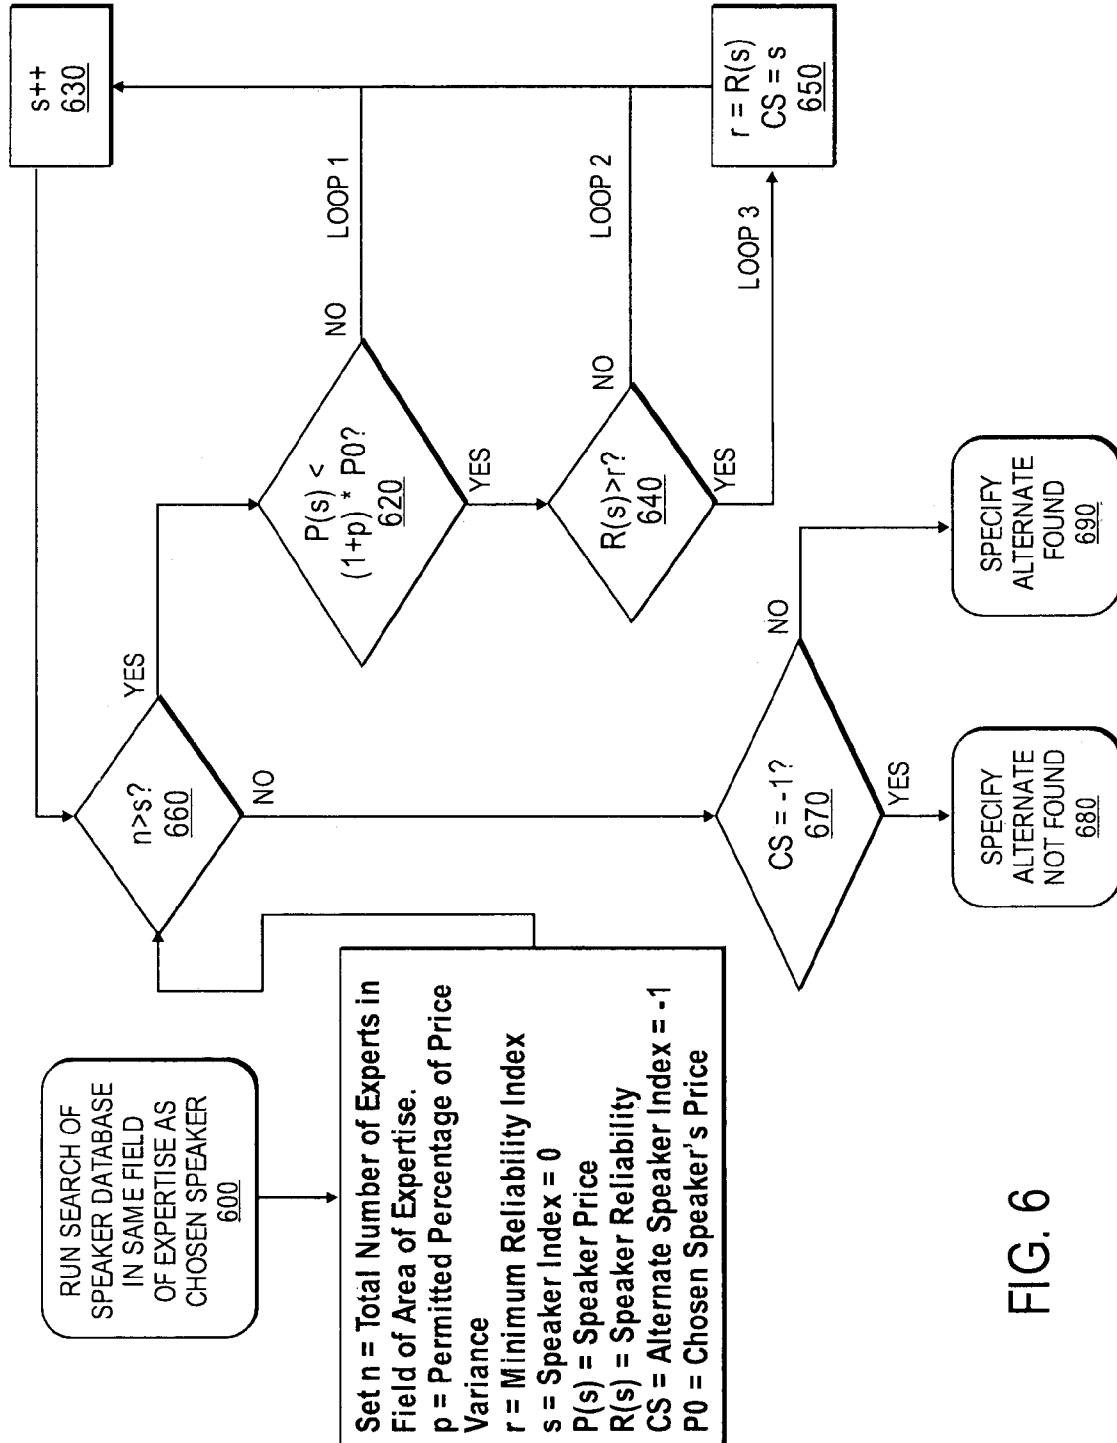 RUN SEARCH OF
SPEAKER DATABASE
IN SAME FIELD
OF EXPERTISE AS
CHOSEN SPEAKER
600
Set n = Total Number of Experts in
Field of Area of Expertise.
p = Permitted Percentage of Price
Variance
r = Minimum Reliability Index
s = Speaker Index = 0
P(s) = Speaker Price
R(s) = Speaker Reliability
CS = Alternate Speaker Index = -1
P0 = Chosen Speaker's Price
n>s?
660
YES
NO
P(s) <
(1+p) * P0?
620
NO
LOOP 1
YES
s++
630
R(s)>r?
640
NO
LOOP 2
YES
LOOP 3
r = R(s)
CS = s
650
CS = -1?
670
NO
YES
SPECIFY
ALTERNATE
NOT FOUND
680
SPECIFY
ALTERNATE
FOUND
690
FIG. 6